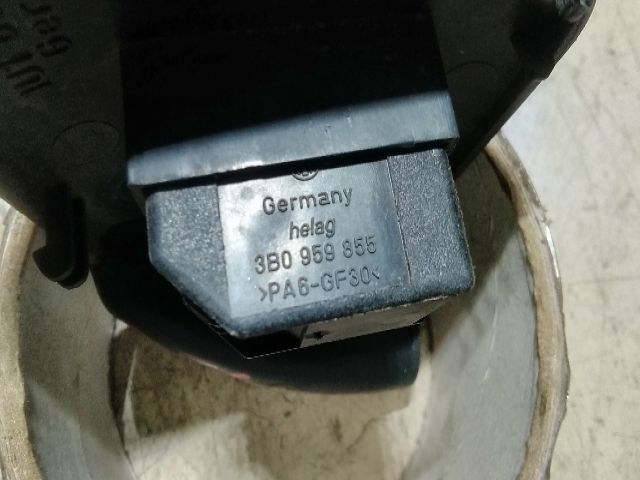 Germany
helag
3B0 959 855
>PA6-GF30<